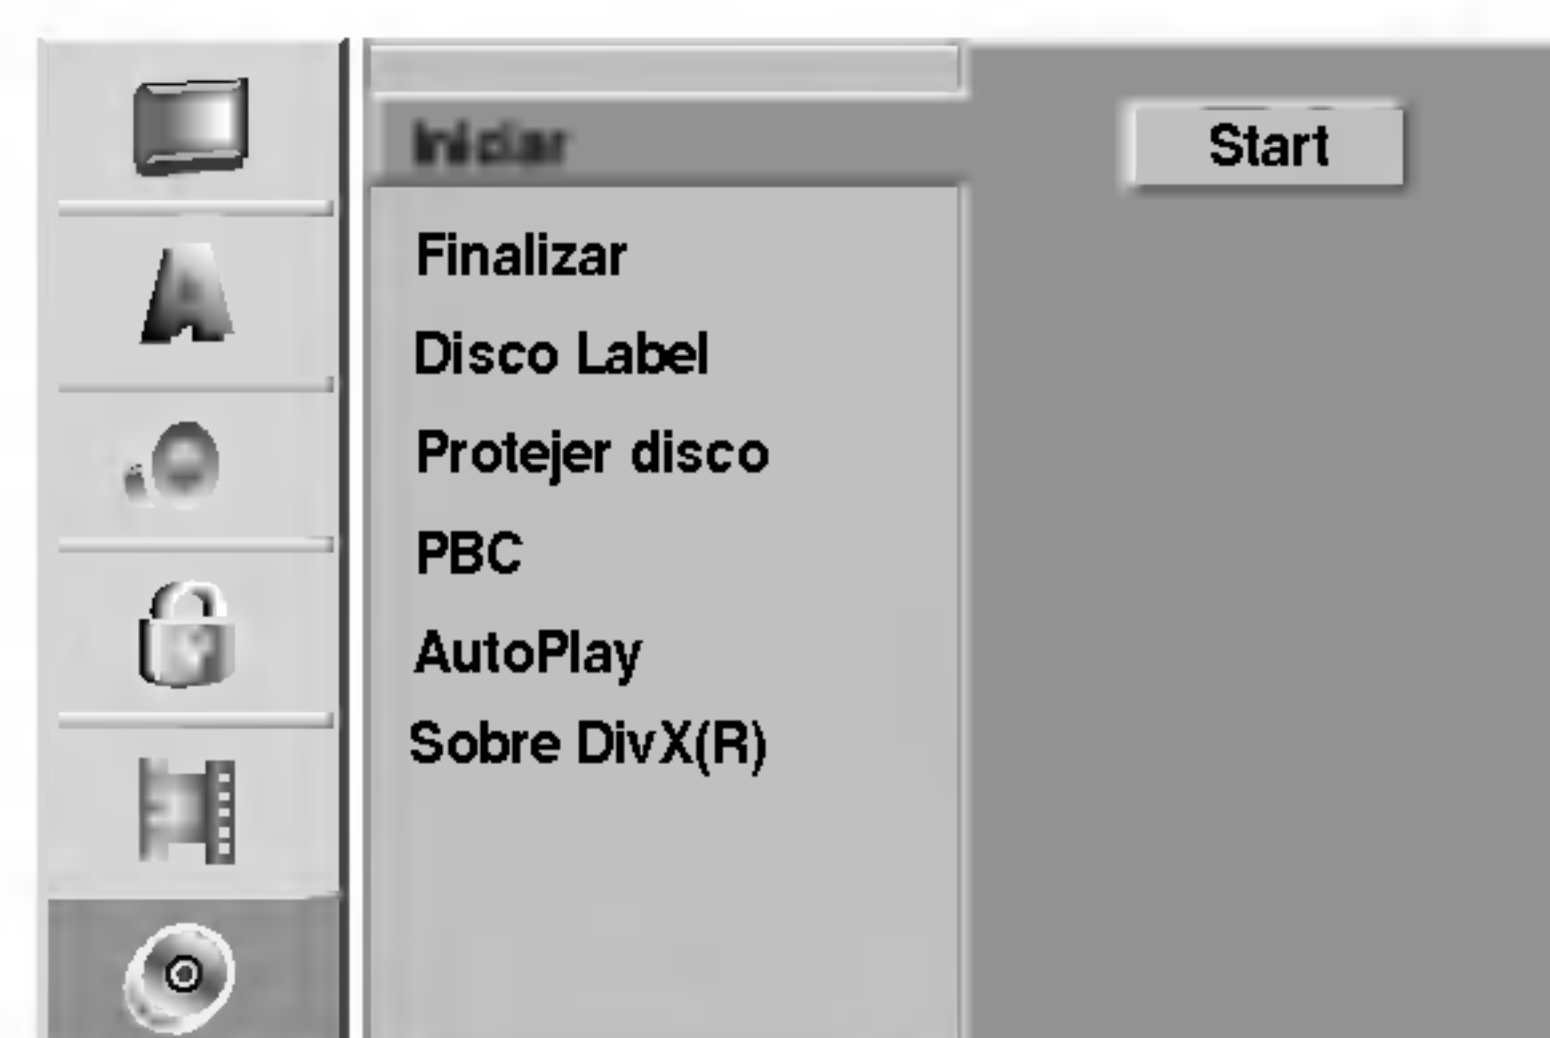 Iniciar
Start
Finalizar
Disco Label
Protejer disco
PBC
AutoPlay
Sobre DivX(R)